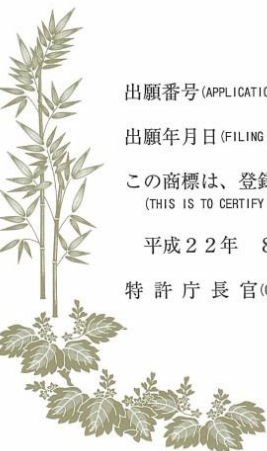 出願番号(APPLICATIO
出願年月日(FILING
この商標は、登録
(THIS IS TO CERTIFY
平成22年 8
特許庁長官(